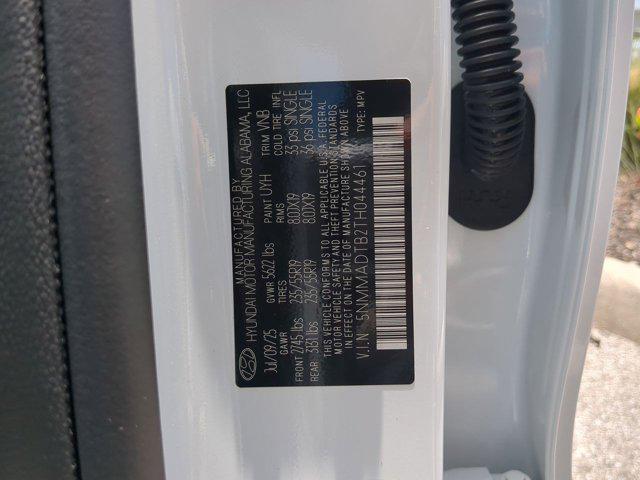 MANUFACTURED BY
HYUNDAI MOTOR MANUFACTURING ALABAMA, LLC
Jul/09/25 GVWR 5622 lbs PAINT UYH TRIM VNB
GAWR TIRES RIMS COLD TIRE INFL
FRONT 2745 lbs 235/55R19 8.0JX19 33 PSI SINGLE
REAR 3131 lbs 235/55R19 8.0JX19 36 PSI SINGLE
THIS VEHICLE CONFORMS TO ALL APPLICABLE U.S.A. FEDERAL
MOTOR VEHICLE SAFETY AND THEFT PREVENTION STANDARDS
IN EFFECT ON THE DATE OF MANUFACTURE SHOWN ABOVE
V.I.N: 5NMMADTB2TH044461 TYPE: MPV